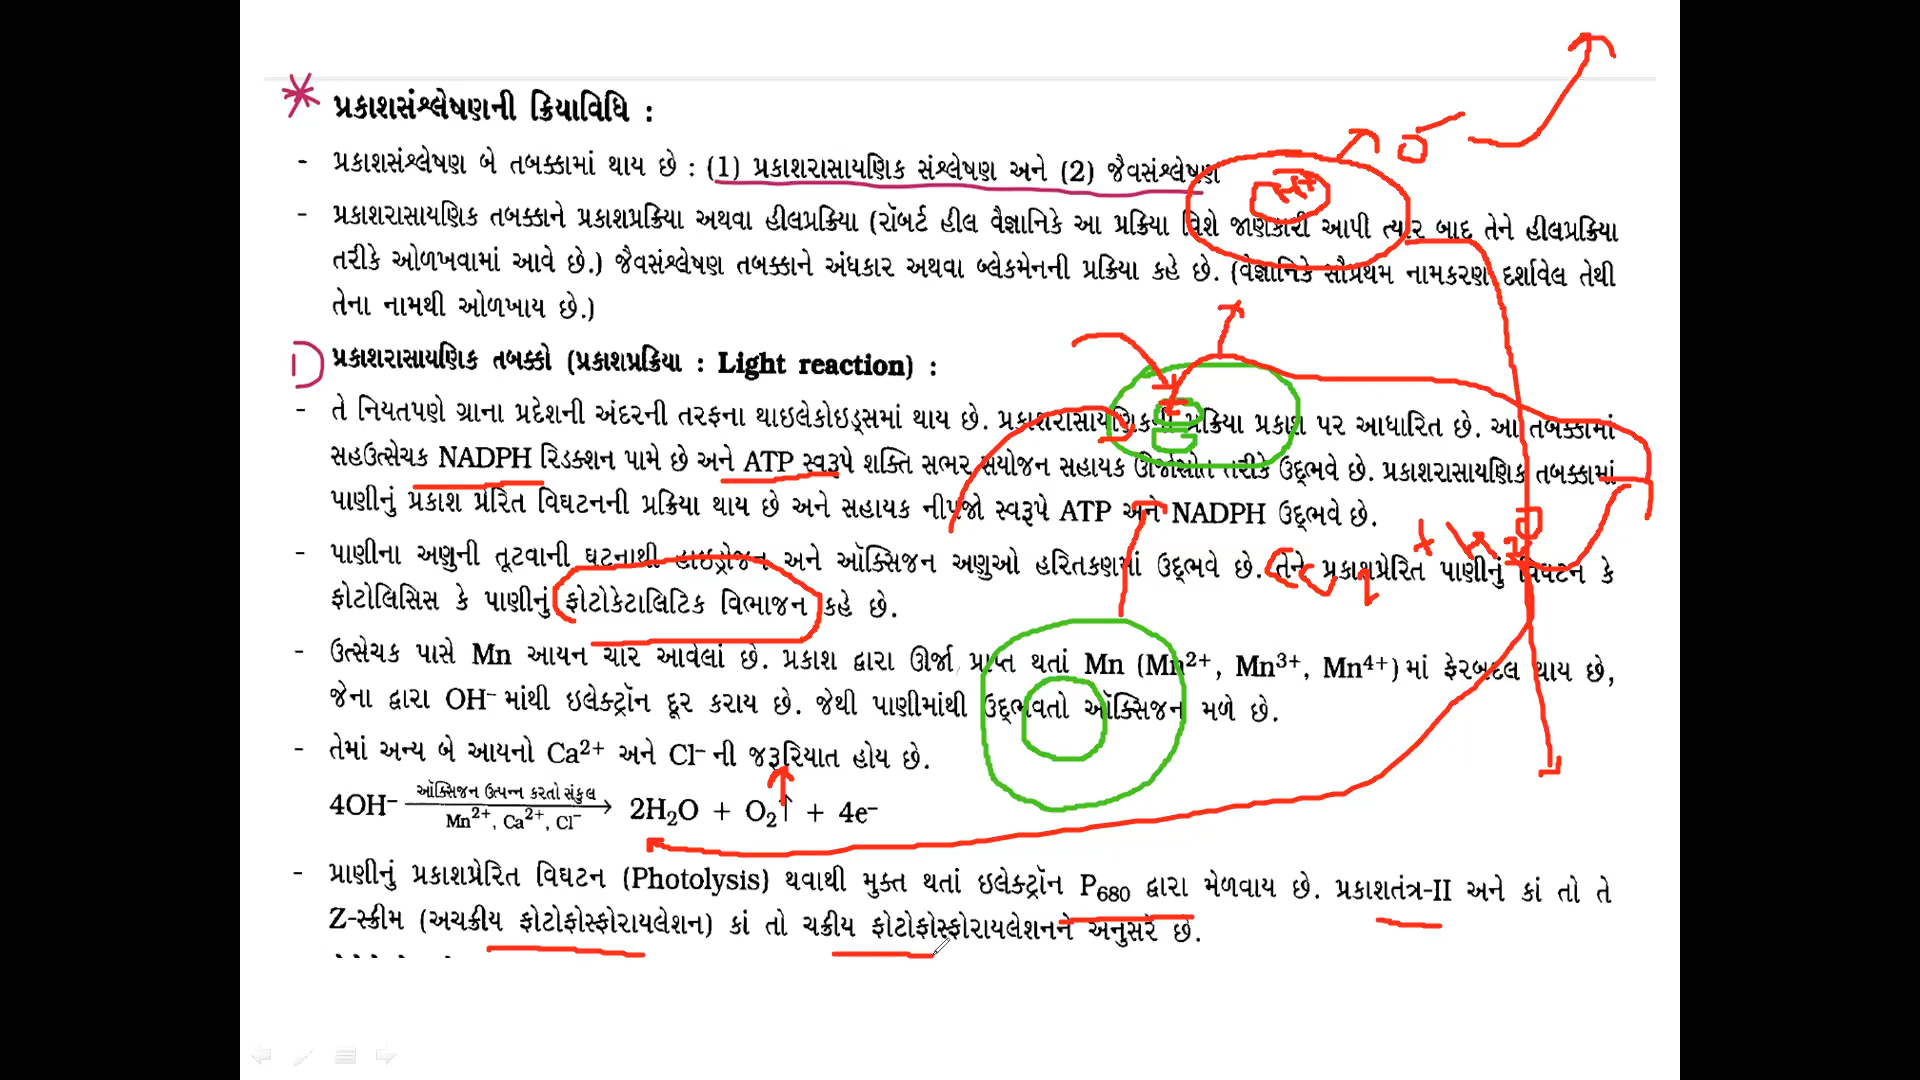 પ્રકાશસંશ્લેષણની ક્રિયાવિધિ :
- પ્રકાશસંશ્લેષણ બે તબક્કામાં થાય છે : (1) પ્રકાશરાસાયણિક સંશ્લેષણ અને (2) જૈવસંશ્લેષણ
- પ્રકાશરાસાયણિક તબક્કાને પ્રકાશપ્રક્રિયા અથવા હીલપ્રક્રિયા (રૉબર્ટ હીલ વૈજ્ઞાનિકે આ પ્રક્રિયા વિશે જાણકારી આપી ત્યાર બાદ તેને હીલપ્રક્રિયા
તરીકે ઓળખવામાં આવે છે.) જૈવસંશ્લેષણ તબક્કાને અંધકાર અથવા બ્લેકમેનની પ્રક્રિયા કહે છે. (વૈજ્ઞાનિકે સૌપ્રથમ નામકરણ દર્શાવેલ તેથી
તેના નામથી ઓળખાય છે.)
1) પ્રકાશરાસાયણિક તબક્કો (પ્રકાશપ્રક્રિયા : Light reaction) :
- તે નિયતપણે ગ્રાના પ્રદેશની અંદરની તરફના થાઇલેકોઇડ્સમાં થાય છે. પ્રકાશરાસાયણિકની પ્રક્રિયા પ્રકાશ પર આધારિત છે. આ તબક્કામાં
સહઉત્સેચક NADPH રિડક્શન પામે છે અને ATP સ્વરૂપે શક્તિ સભર સંયોજન સહાયક ઊર્જાસ્રોત તરીકે ઉદ્ભવે છે. પ્રકાશરાસાયણિક તબક્કામાં
પાણીનું પ્રકાશ પ્રેરિત વિઘટનની પ્રક્રિયા થાય છે અને સહાયક નીપજો સ્વરૂપે ATP અને NADPH ઉદ્ભવે છે.
- પાણીના અણુની તૂટવાની ઘટનાથી હાઇડ્રોજન અને ઑક્સિજન અણુઓ હરિતકણમાં ઉદ્ભવે છે. તેને પ્રકાશપ્રેરિત પાણીનું વિઘટન કે
ફોટોલિસિસ કે પાણીનું ફોટોકેટાલિટિક વિભાજન કહે છે.
- ઉત્સેચક પાસે Mn આયન ચાર આવેલાં છે. પ્રકાશ દ્વારા ઊર્જા પ્રાપ્ત થતાં Mn (Mn²⁺, Mn³⁺, Mn⁴⁺) માં ફેરબદલ થાય છે,
જેના દ્વારા OH⁻ માંથી ઇલેક્ટ્રૉન દૂર કરાય છે. જેથી પાણીમાંથી ઉદ્ભવતો ઑક્સિજન મળે છે.
- તેમાં અન્ય બે આયનો Ca²⁺ અને Cl⁻ ની જરૂરિયાત હોય છે.
ઑક્સિજન ઉત્પન્ન કરતો સંકુલ
4OH⁻ → 2H₂O + O₂↑ + 4e⁻
Mn²⁺, Ca²⁺, Cl⁻
- પ્રાણીનું પ્રકાશપ્રેરિત વિઘટન (Photolysis) થવાથી મુક્ત થતાં ઇલેક્ટ્રૉન P₆₈₀ દ્વારા મેળવાય છે. પ્રકાશતંત્ર-II અને કાં તો તે
Z-સ્કીમ (અચક્રીય ફોટોફોસ્ફોરાયલેશન) કાં તો ચક્રીય ફોટોફોસ્ફોરાયલેશનને અનુસરે છે.